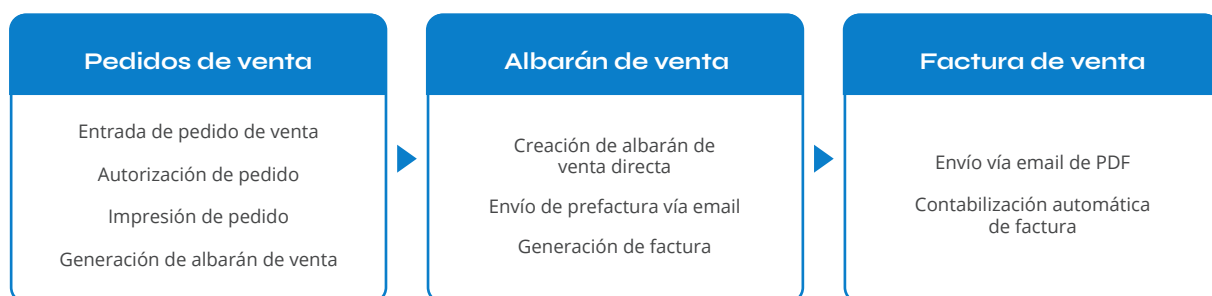 Pedidos de venta
Entrada de pedido de venta
Autorización de pedido
Impresión de pedido
Generación de albarán de venta
Albarán de venta
Creación de albarán de
venta directa
Envío de prefactura vía email
Generación de factura
Factura de venta
Envío vía email de PDF
Contabilización automática
de factura